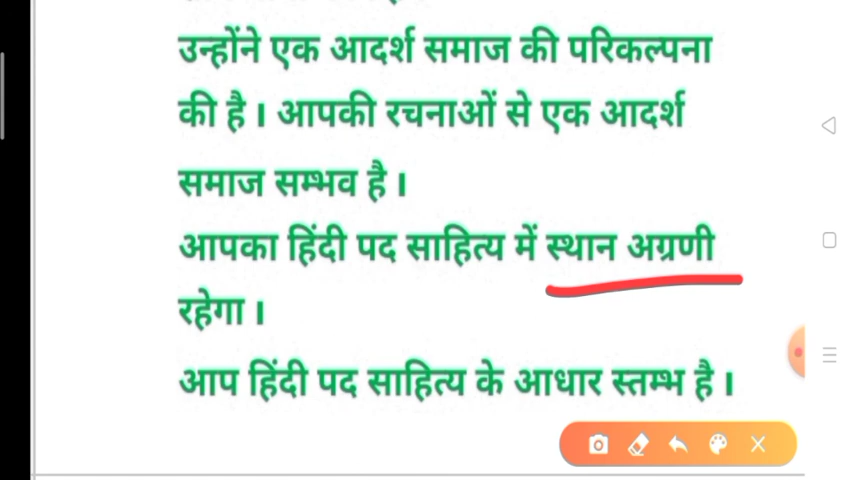 उन्होंने एक आदर्श समाज की परिकल्पना
की है । आपकी रचनाओं से एक आदर्श
समाज सम्भव है ।
आपका हिंदी पद साहित्य में स्थान अग्रणी
रहेगा ।
आप हिंदी पद साहित्य के आधार स्तम्भ है ।